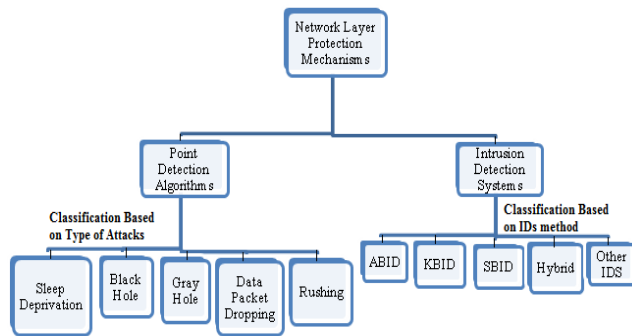 Network Layer
Protection
Mechanisms
Point
Detection
Algorithms
Intrusion
Detection
Systems
Classification Based
on Type of Attacks
Classification Based
on IDs method
Sleep
Deprivation
Black
Hole
Gray
Hole
Data
Packet
Dropping
Rushing
ABID
KBID
SBID
Hybrid
Other
IDS